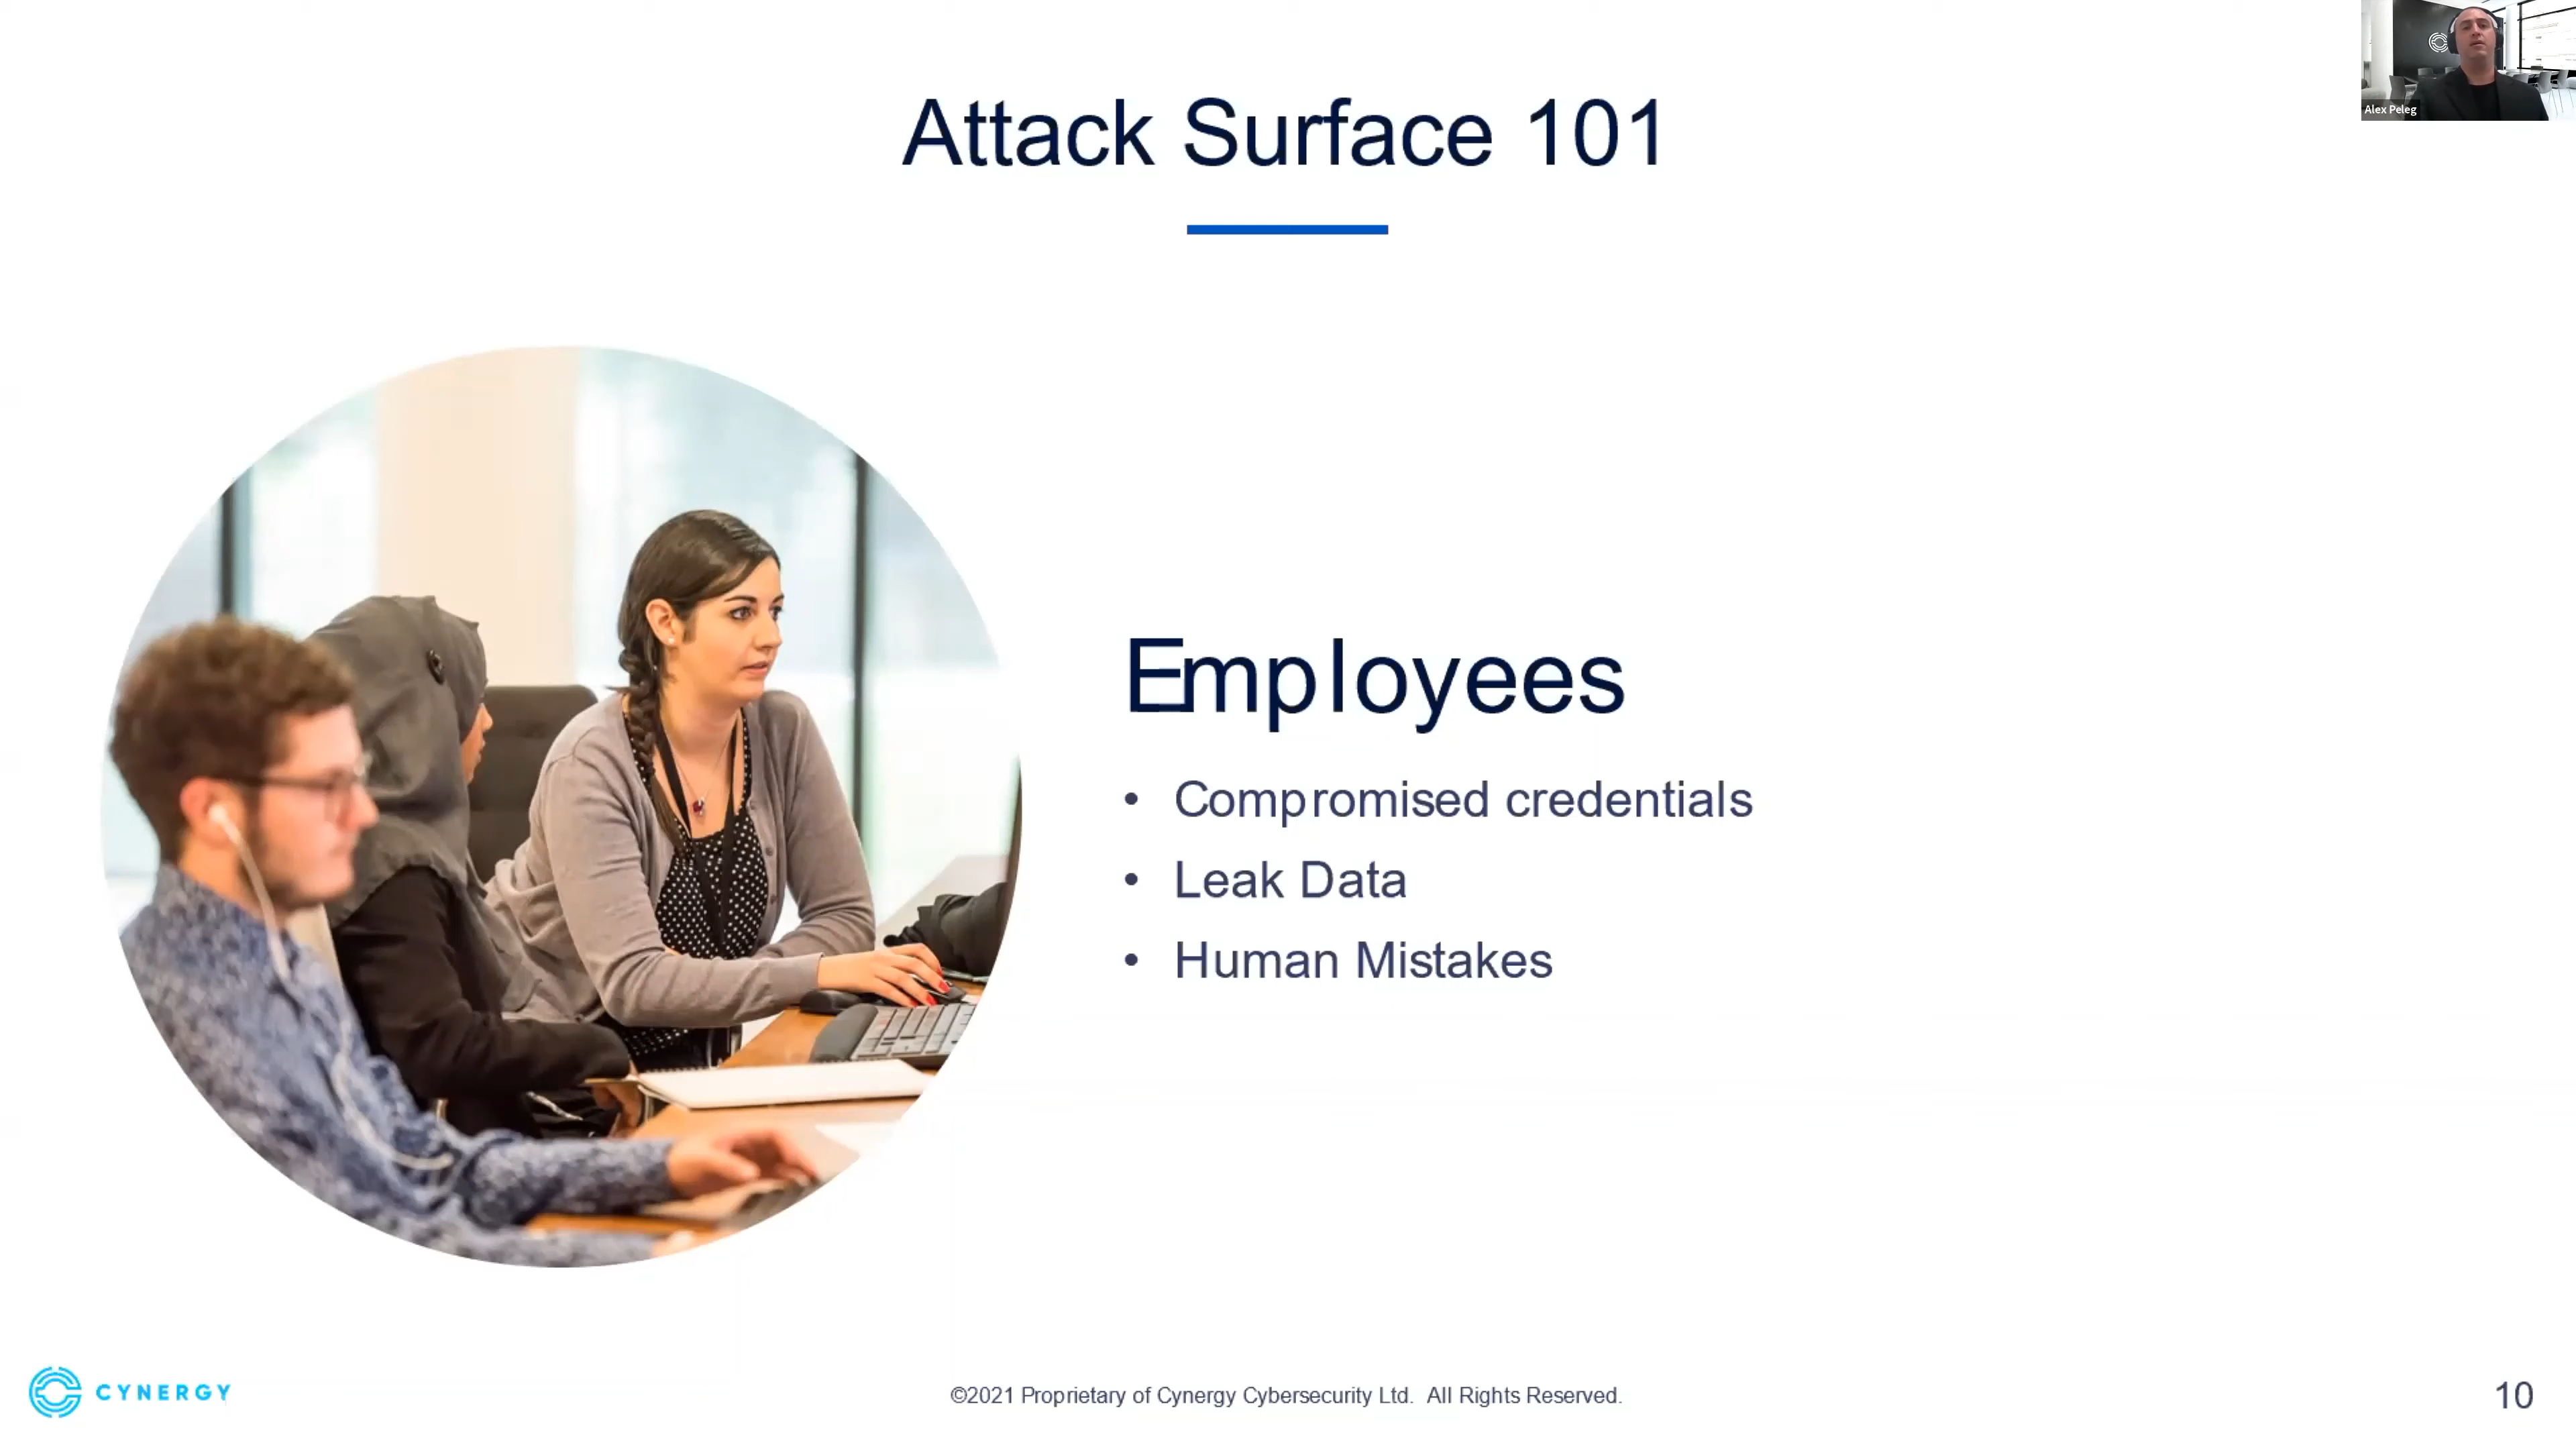 Attack Surface 101
Alex Peleg
Employees
• Compromised credentials
• Leak Data
• Human Mistakes
CYNERGY
©2021 Proprietary of Cynergy Cybersecurity Ltd. All Rights Reserved.
10